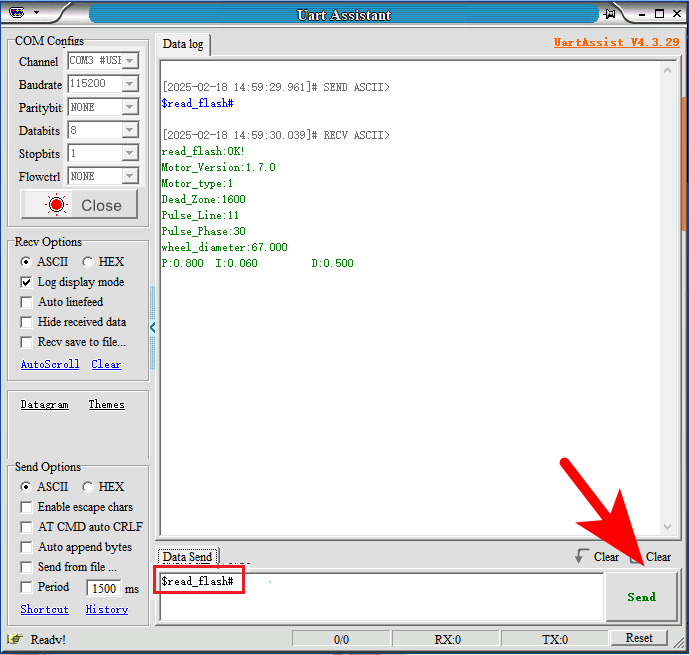 Uart Assistant
COM Configs
Data log
UartAssist V4.3.29
Channel COM3 #USI
Baudrate 115200
Paritybit NONE
Databits 8
Stopbits 1
Flowctrl NONE
Close
[2025-02-18 14:59:29.961]# SEND ASCII>
$read_flash#
[2025-02-18 14:59:30.039]# RECV ASCII>
read_flash:OK!
Motor_Version:1.7.0
Motor_type:1
Dead_Zone:1600
Pulse_Line:11
Pulse_Phase:30
wheel_diameter:67.000
P:0.800 I:0.060 D:0.500
Recv Options
ASCII HEX
Log display mode
Auto linefeed
Hide received data
Recv save to file...
AutoScroll Clear
Datagram Themes
Send Options
ASCII HEX
Enable escape chars
AT CMD auto CRLF
Auto append bytes
Send from file ...
Period 1500 ms
Shortcut History
Data Send
Clear Clear
$read_flash#
Send
Ready!
0/0
RX:0
TX:0
Reset